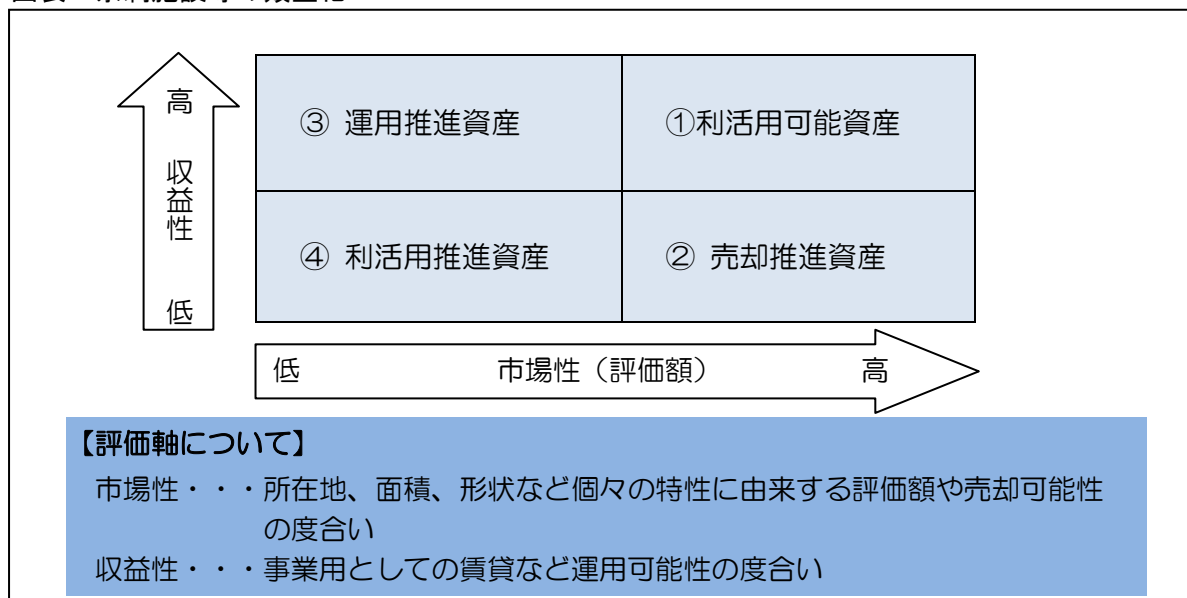 高
収益性
低
③ 運用推進資産
①利活用可能資産
④ 利活用推進資産
② 売却推進資産
低 市場性（評価額） 高
【評価軸について】
市場性・・・所在地、面積、形状など個々の特性に由来する評価額や売却可能性
の度合い
収益性・・・事業用としての賃貸など運用可能性の度合い